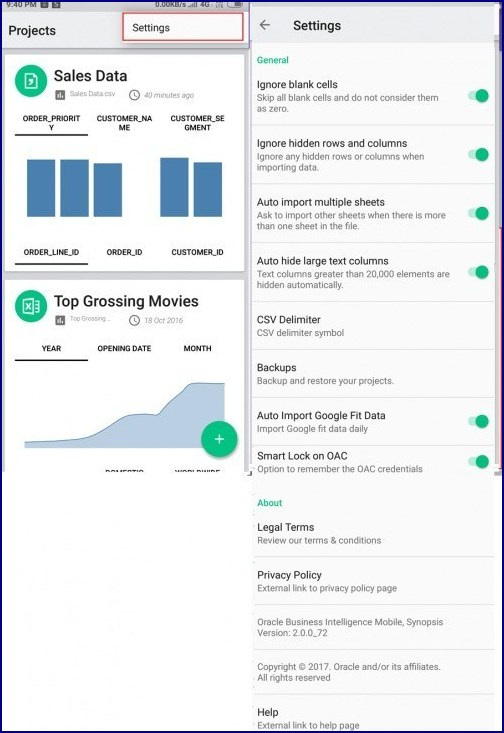 9:40 PM
0.00KB/s 4G
Projects
Settings
Sales Data
Sales Data.csv
40 minutes ago
ORDER_PRIORIT
Y
CUSTOMER_NA
ME
CUSTOMER_SE
GMENT
ORDER_LINE_ID
ORDER_ID
CUSTOMER_ID
Top Grossing Movies
Top Grossing...
18 Oct 2016
YEAR
OPENING DATE
MONTH
Settings
General
Ignore blank cells
Skip all blank cells and do not consider them
as zero.
Ignore hidden rows and columns
Ignore any hidden rows or columns when
importing data.
Auto import multiple sheets
Ask to import other sheets when there is more
than one sheet in the file.
Auto hide large text columns
Text columns greater than 20,000 elements are
hidden automatically.
CSV Delimiter
CSV delimiter symbol
Backups
Backup and restore your projects.
Auto Import Google Fit Data
Import Google fit data daily
Smart Lock on OAC
Option to remember the OAC credentials
About
Legal Terms
Review our terms & conditions
Privacy Policy
External link to privacy policy page
Oracle Business Intelligence Mobile, Synopsis
Version: 2.0.0_72
Copyright © 2017. Oracle and/or its affiliates.
All rights reserved
Help
External link to help page